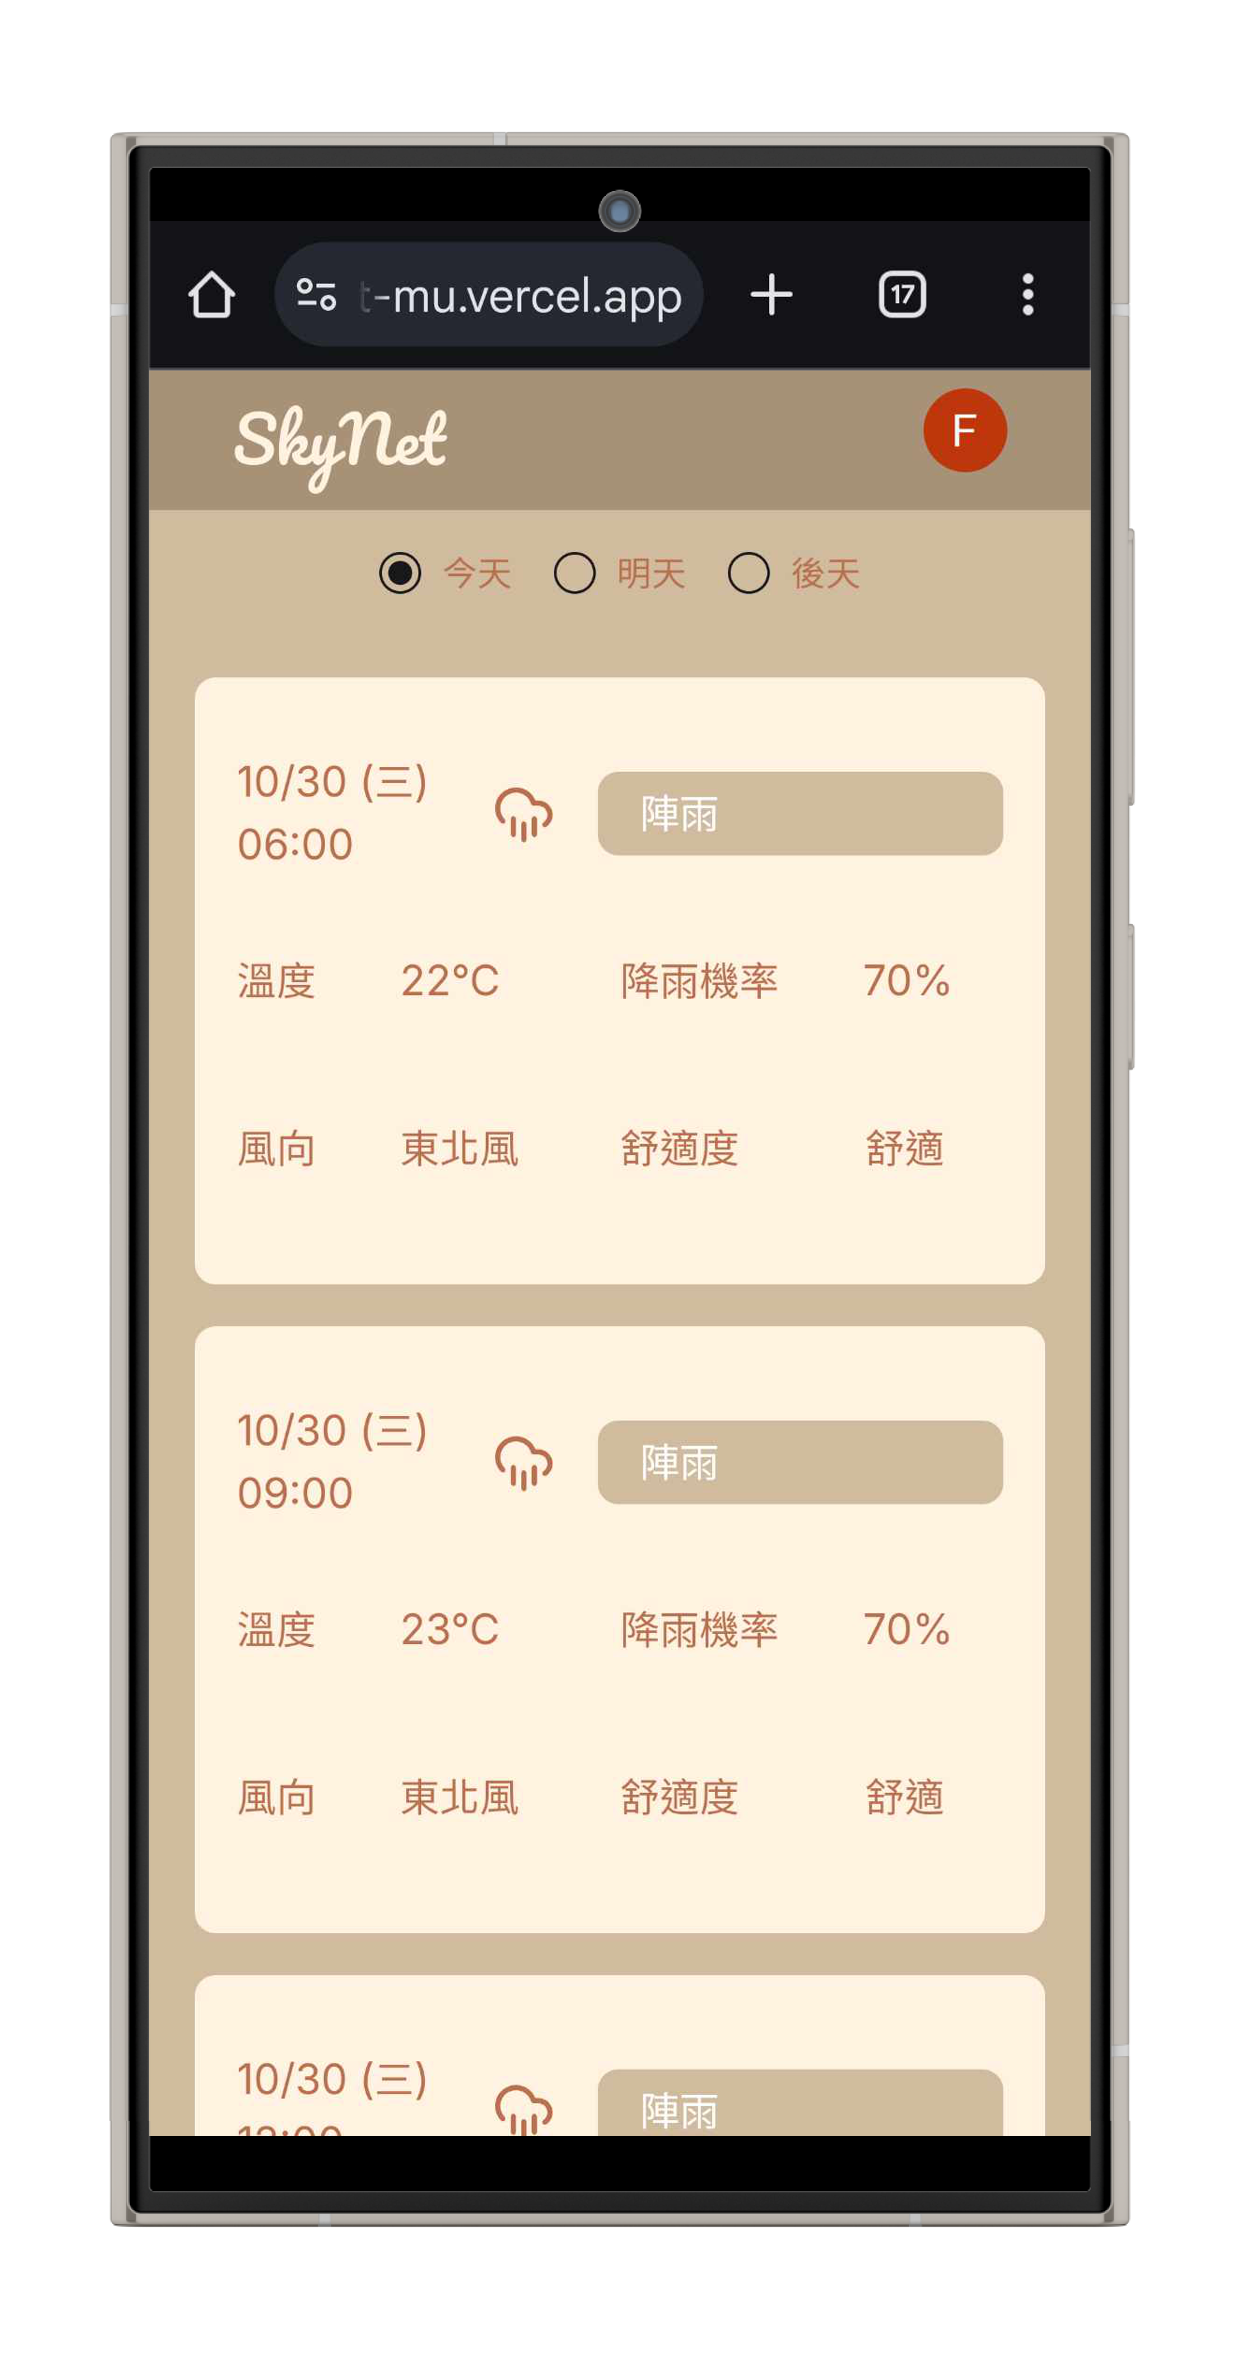 t-mu.vercel.app
17
SkyNet
F
今天 明天 後天
10/30 (三)
06:00
陣雨
溫度 22°C 降雨機率 70%
風向 東北風 舒適度 舒適
10/30 (三)
09:00
陣雨
溫度 23°C 降雨機率 70%
風向 東北風 舒適度 舒適
10/30 (三)
陣雨